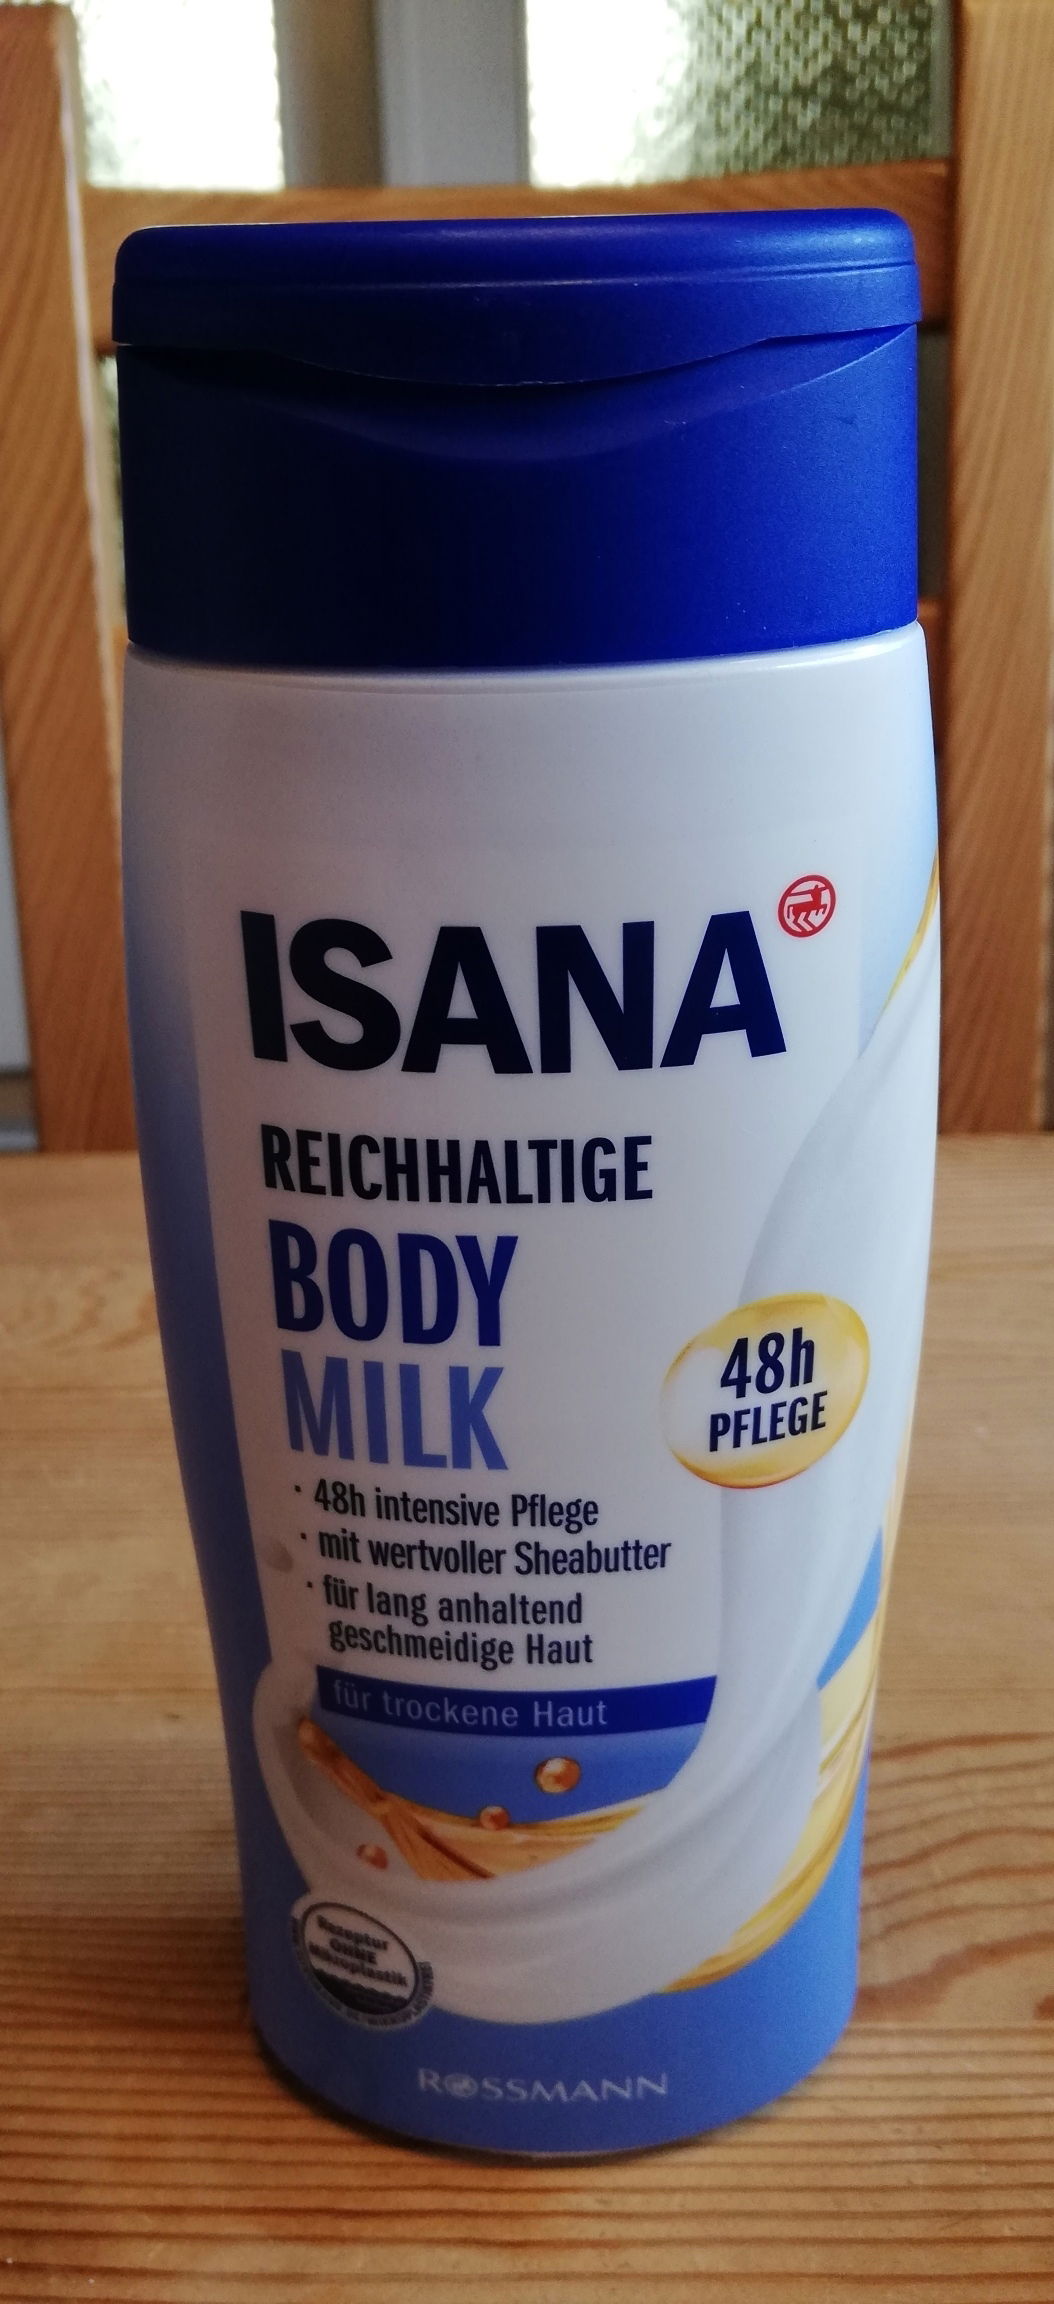 ISANA
REICHHALTIGE
BODY
MILK
48h
PFLEGE
· 48h intensive Pflege
· mit wertvoller Sheabutter
· für lang anhaltend
geschmeidige Haut
für trockene Haut
Rezeptur
OHNE
Mikroplastik
ROSSMANN